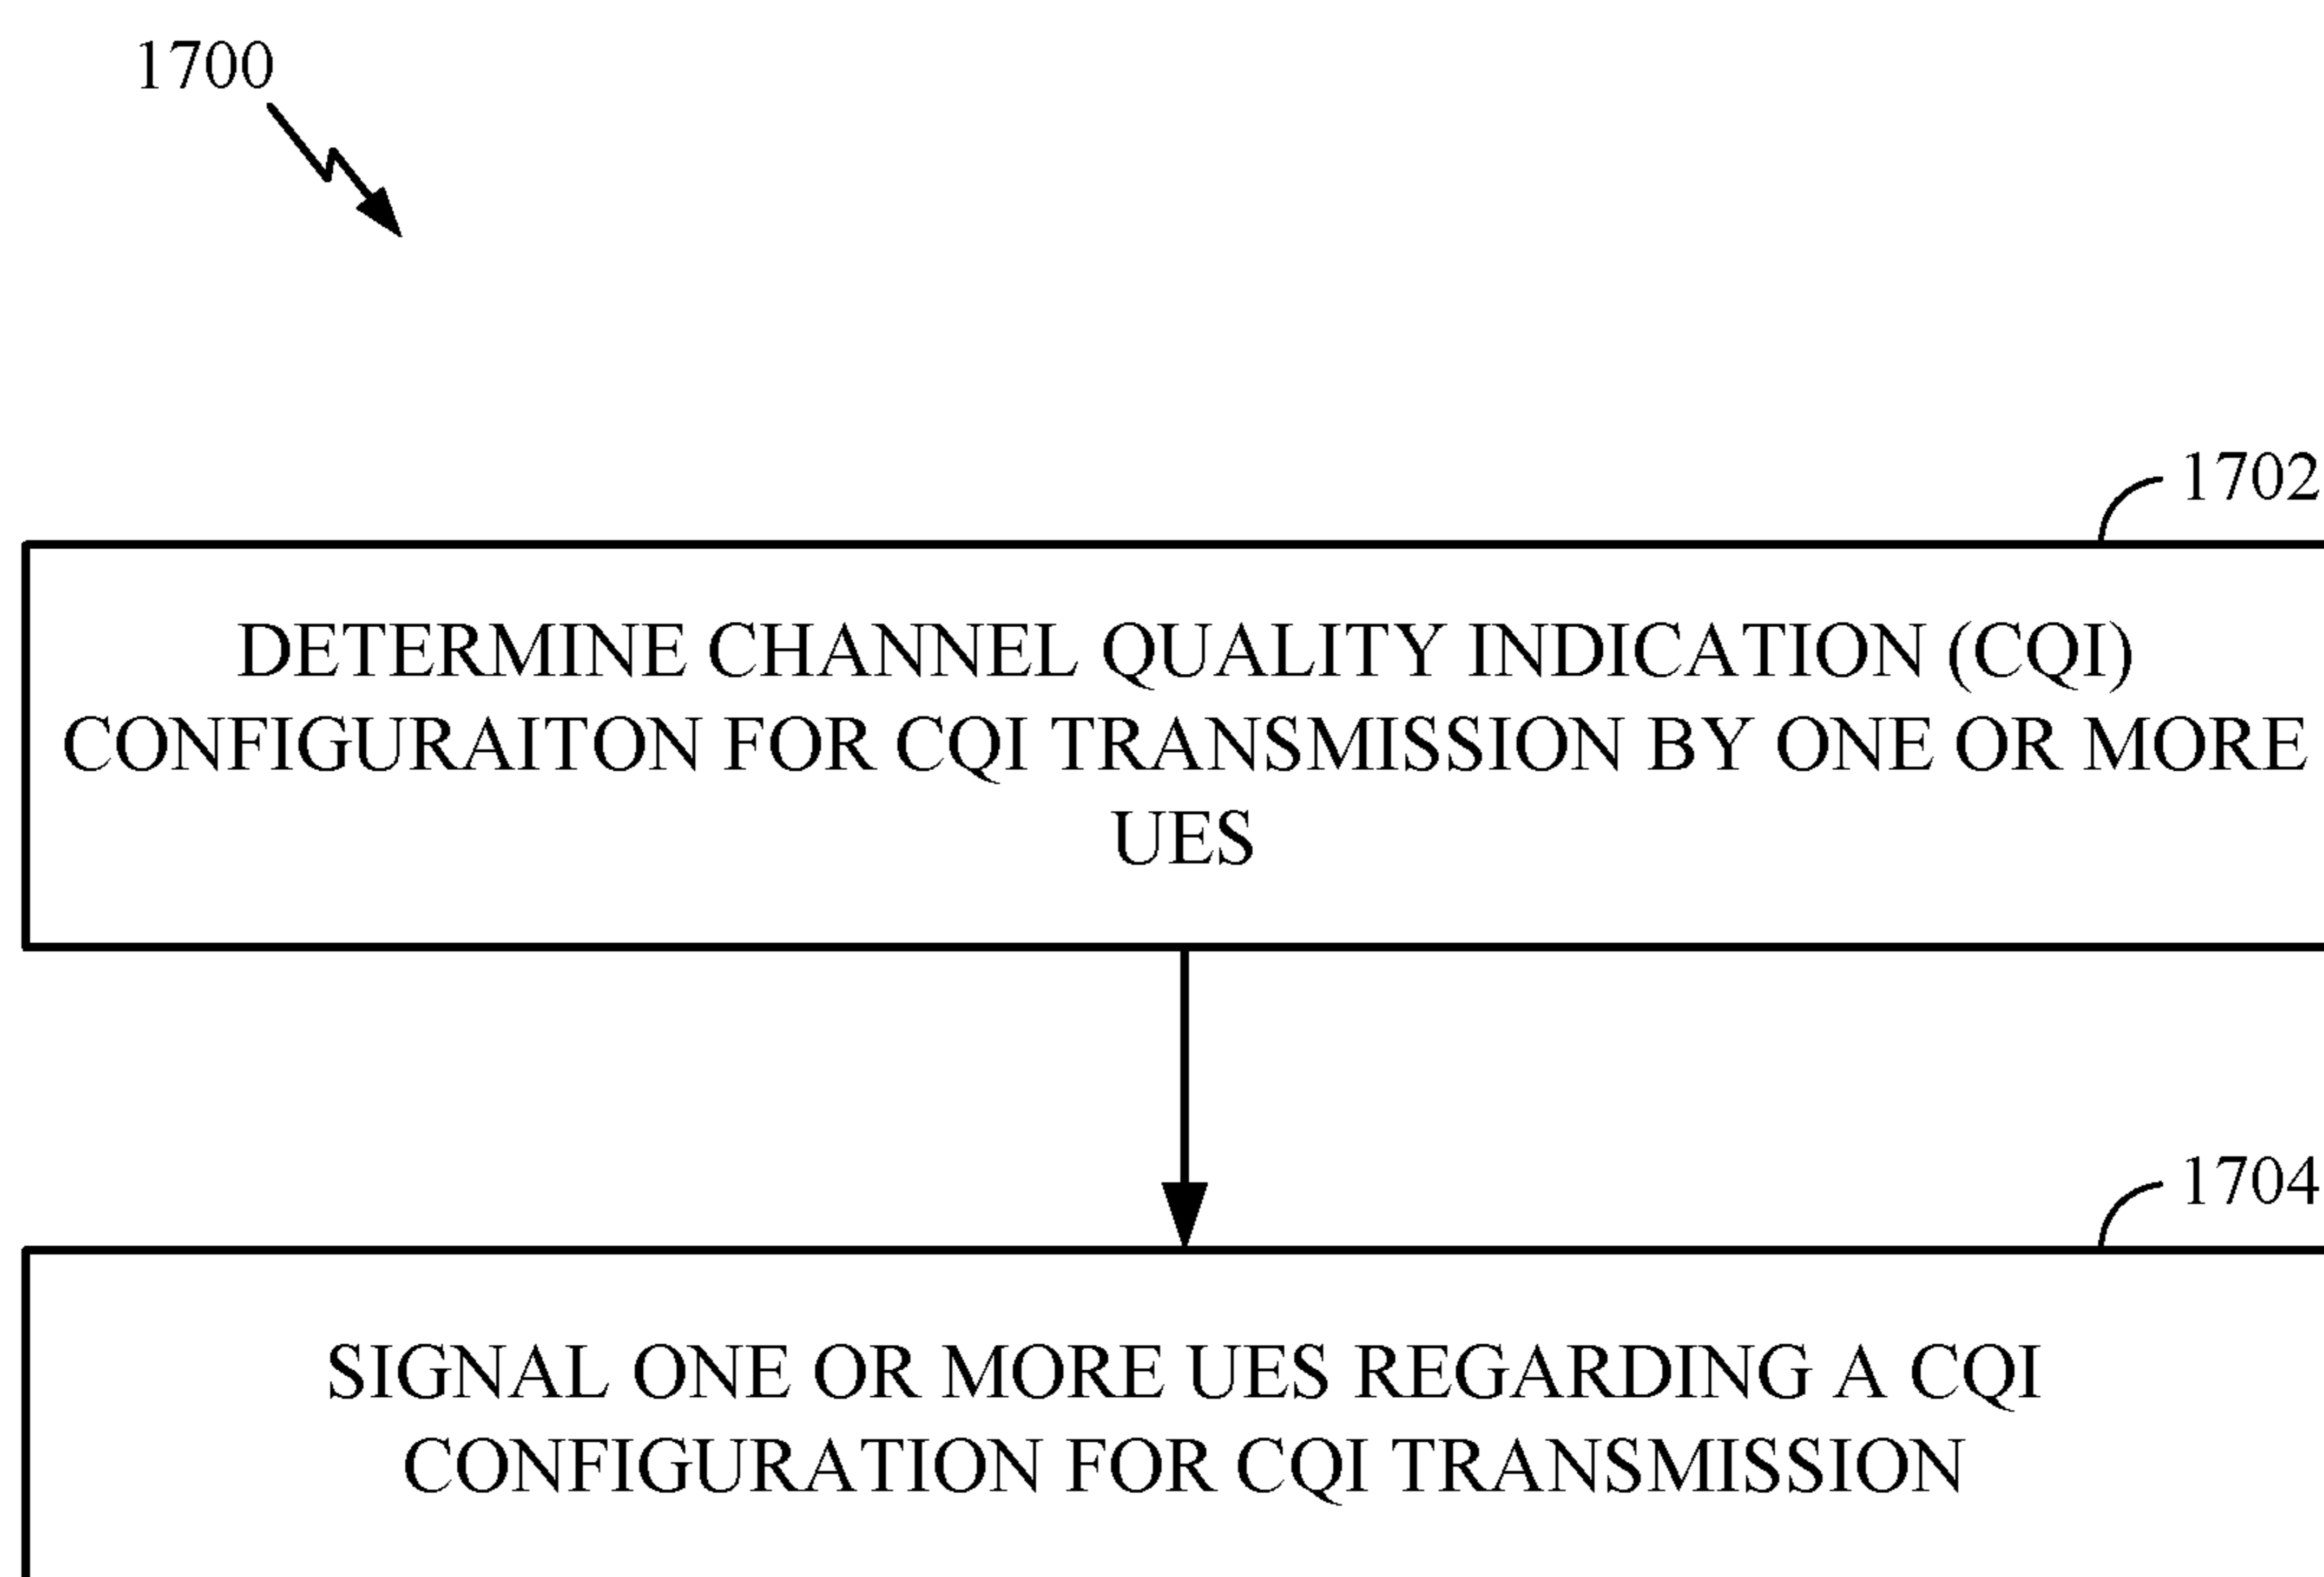 1700
1702
DETERMINE CHANNEL QUALITY INDICATION (CQI)
CONFIGURAITON FOR CQI TRANSMISSION BY ONE OR MORE
UES
1704
SIGNAL ONE OR MORE UES REGARDING A CQI
CONFIGURATION FOR CQI TRANSMISSION